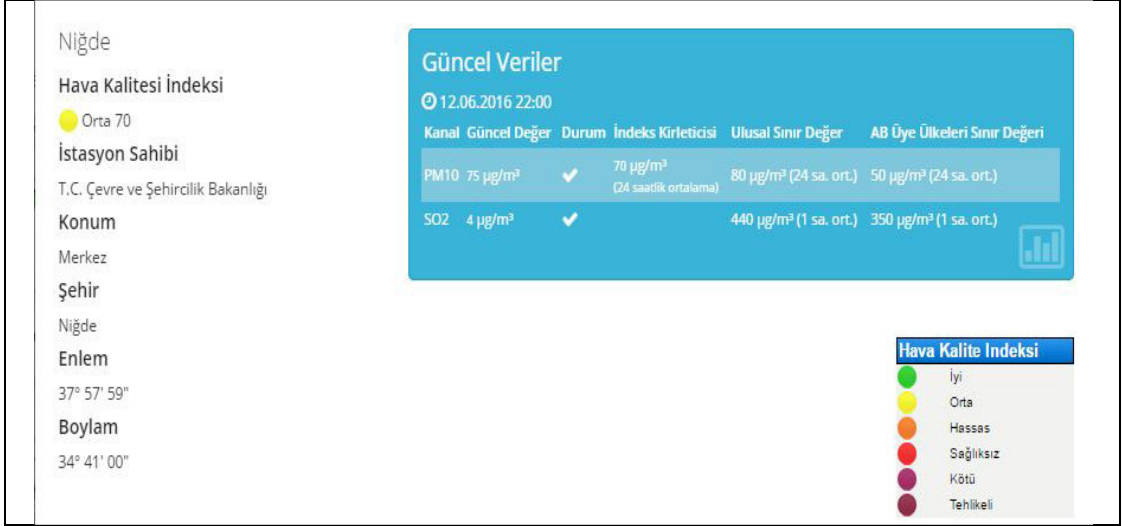 Niğde
Hava Kalitesi İndeksi
Orta 70
İstasyon Sahibi
T.C. Çevre ve Şehircilik Bakanlığı
Konum
Merkez
Şehir
Niğde
Enlem
37° 57' 59"
Boylam
34° 41' 00"
Güncel Veriler
12.06.2016 22:00
Kanal Güncel Değer Durum İndeks Kirleticisi Ulusal Sınır Değer AB Üye Ülkeleri Sınır Değeri
PM10 75 µg/m³ 70 µg/m³ (24 saatlik ortalama) 80 µg/m³ (24 sa. ort.) 50 µg/m³ (24 sa. ort.)
SO2 4 µg/m³ 440 µg/m³ (1 sa. ort.) 350 µg/m³ (1 sa. ort.)
Hava Kalite Indeksi
İyi
Orta
Hassas
Sağlıksız
Kötü
Tehlikeli